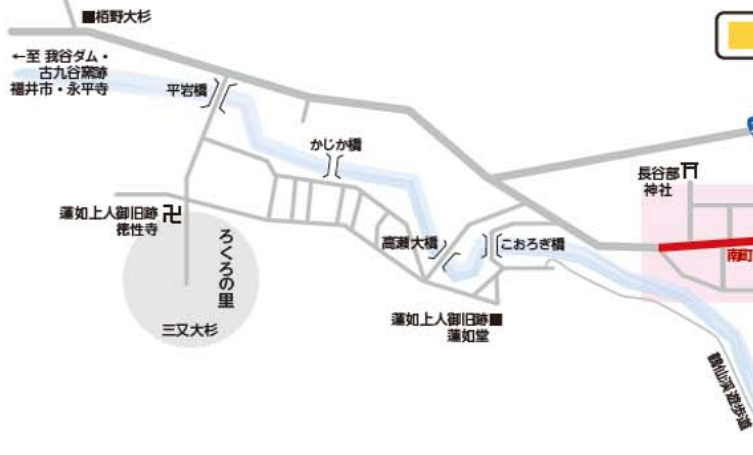 ■栢野大杉
←至 我谷ダム・
古九谷窯跡
福井市・永平寺
平岩橋
かじか橋
長谷部
神社
蓮如上人御旧跡
徳性寺
ろくろの里
高瀬大橋
こおろぎ橋
南町
三又大杉
蓮如上人御旧跡■
蓮如堂
鶴仙渓遊歩道